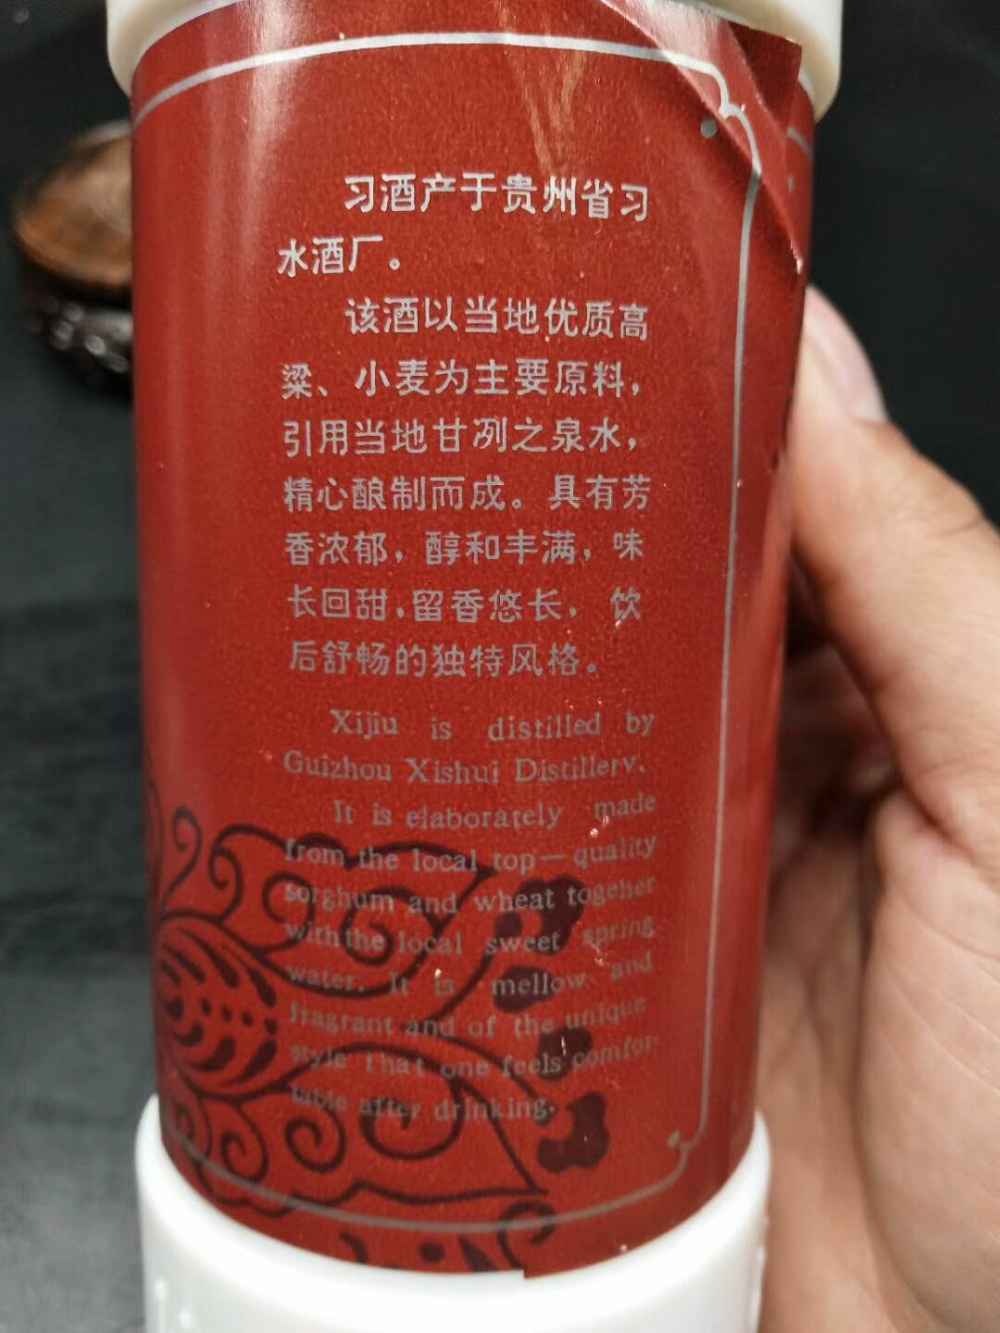 习酒产于贵州省习
水酒厂。
该酒以当地优质高
粱、小麦为主要原料，
引用当地甘冽之泉水，
精心酿制而成。具有芳
香浓郁，醇和丰满，味
长回甜，留香悠长，饮
后舒畅的独特风格。
Xijiu is distilled by
Guizhou Xishui Distillery.
It is elaborately made
from the local top—quality
sorghum and wheat together
with the local sweet spring
water. It is mellow and
fragrant and of the unique
style That one feels comfor-
table after drinking.